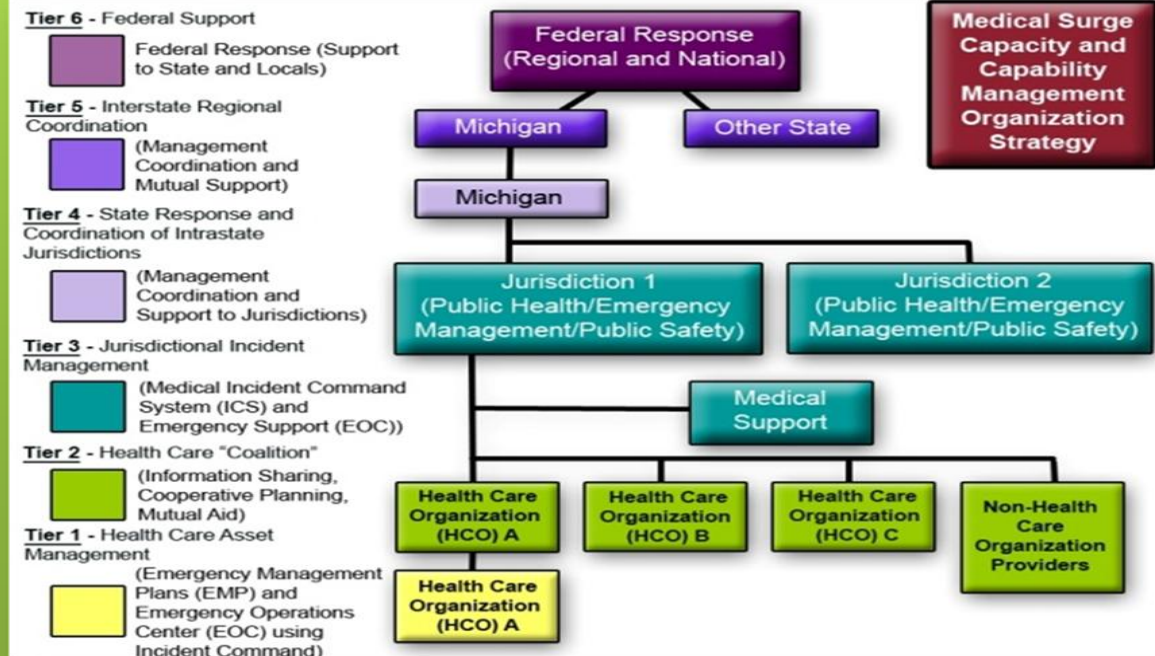 Tier 6 - Federal Support
Federal Response (Support
to State and Locals)
Tier 5 - Interstate Regional
Coordination
(Management
Coordination and
Mutual Support)
Tier 4 - State Response and
Coordination of Intrastate
Jurisdictions
(Management
Coordination and
Support to Jurisdictions)
Tier 3 - Jurisdictional Incident
Management
(Medical Incident Command
System (ICS) and
Emergency Support (EOC))
Tier 2 - Health Care "Coalition"
(Information Sharing,
Cooperative Planning,
Mutual Aid)
Tier 1 - Health Care Asset
Management
(Emergency Management
Plans (EMP) and
Emergency Operations
Center (EOC) using
Incident Command)
Federal Response
(Regional and National)
Michigan
Other State
Michigan
Jurisdiction 1
(Public Health/Emergency
Management/Public Safety)
Jurisdiction 2
(Public Health/Emergency
Management/Public Safety)
Medical
Support
Health Care
Organization
(HCO) A
Health Care
Organization
(HCO) B
Health Care
Organization
(HCO) C
Non-Health
Care
Organization
Providers
Health Care
Organization
(HCO) A
Medical Surge
Capacity and
Capability
Management
Organization
Strategy